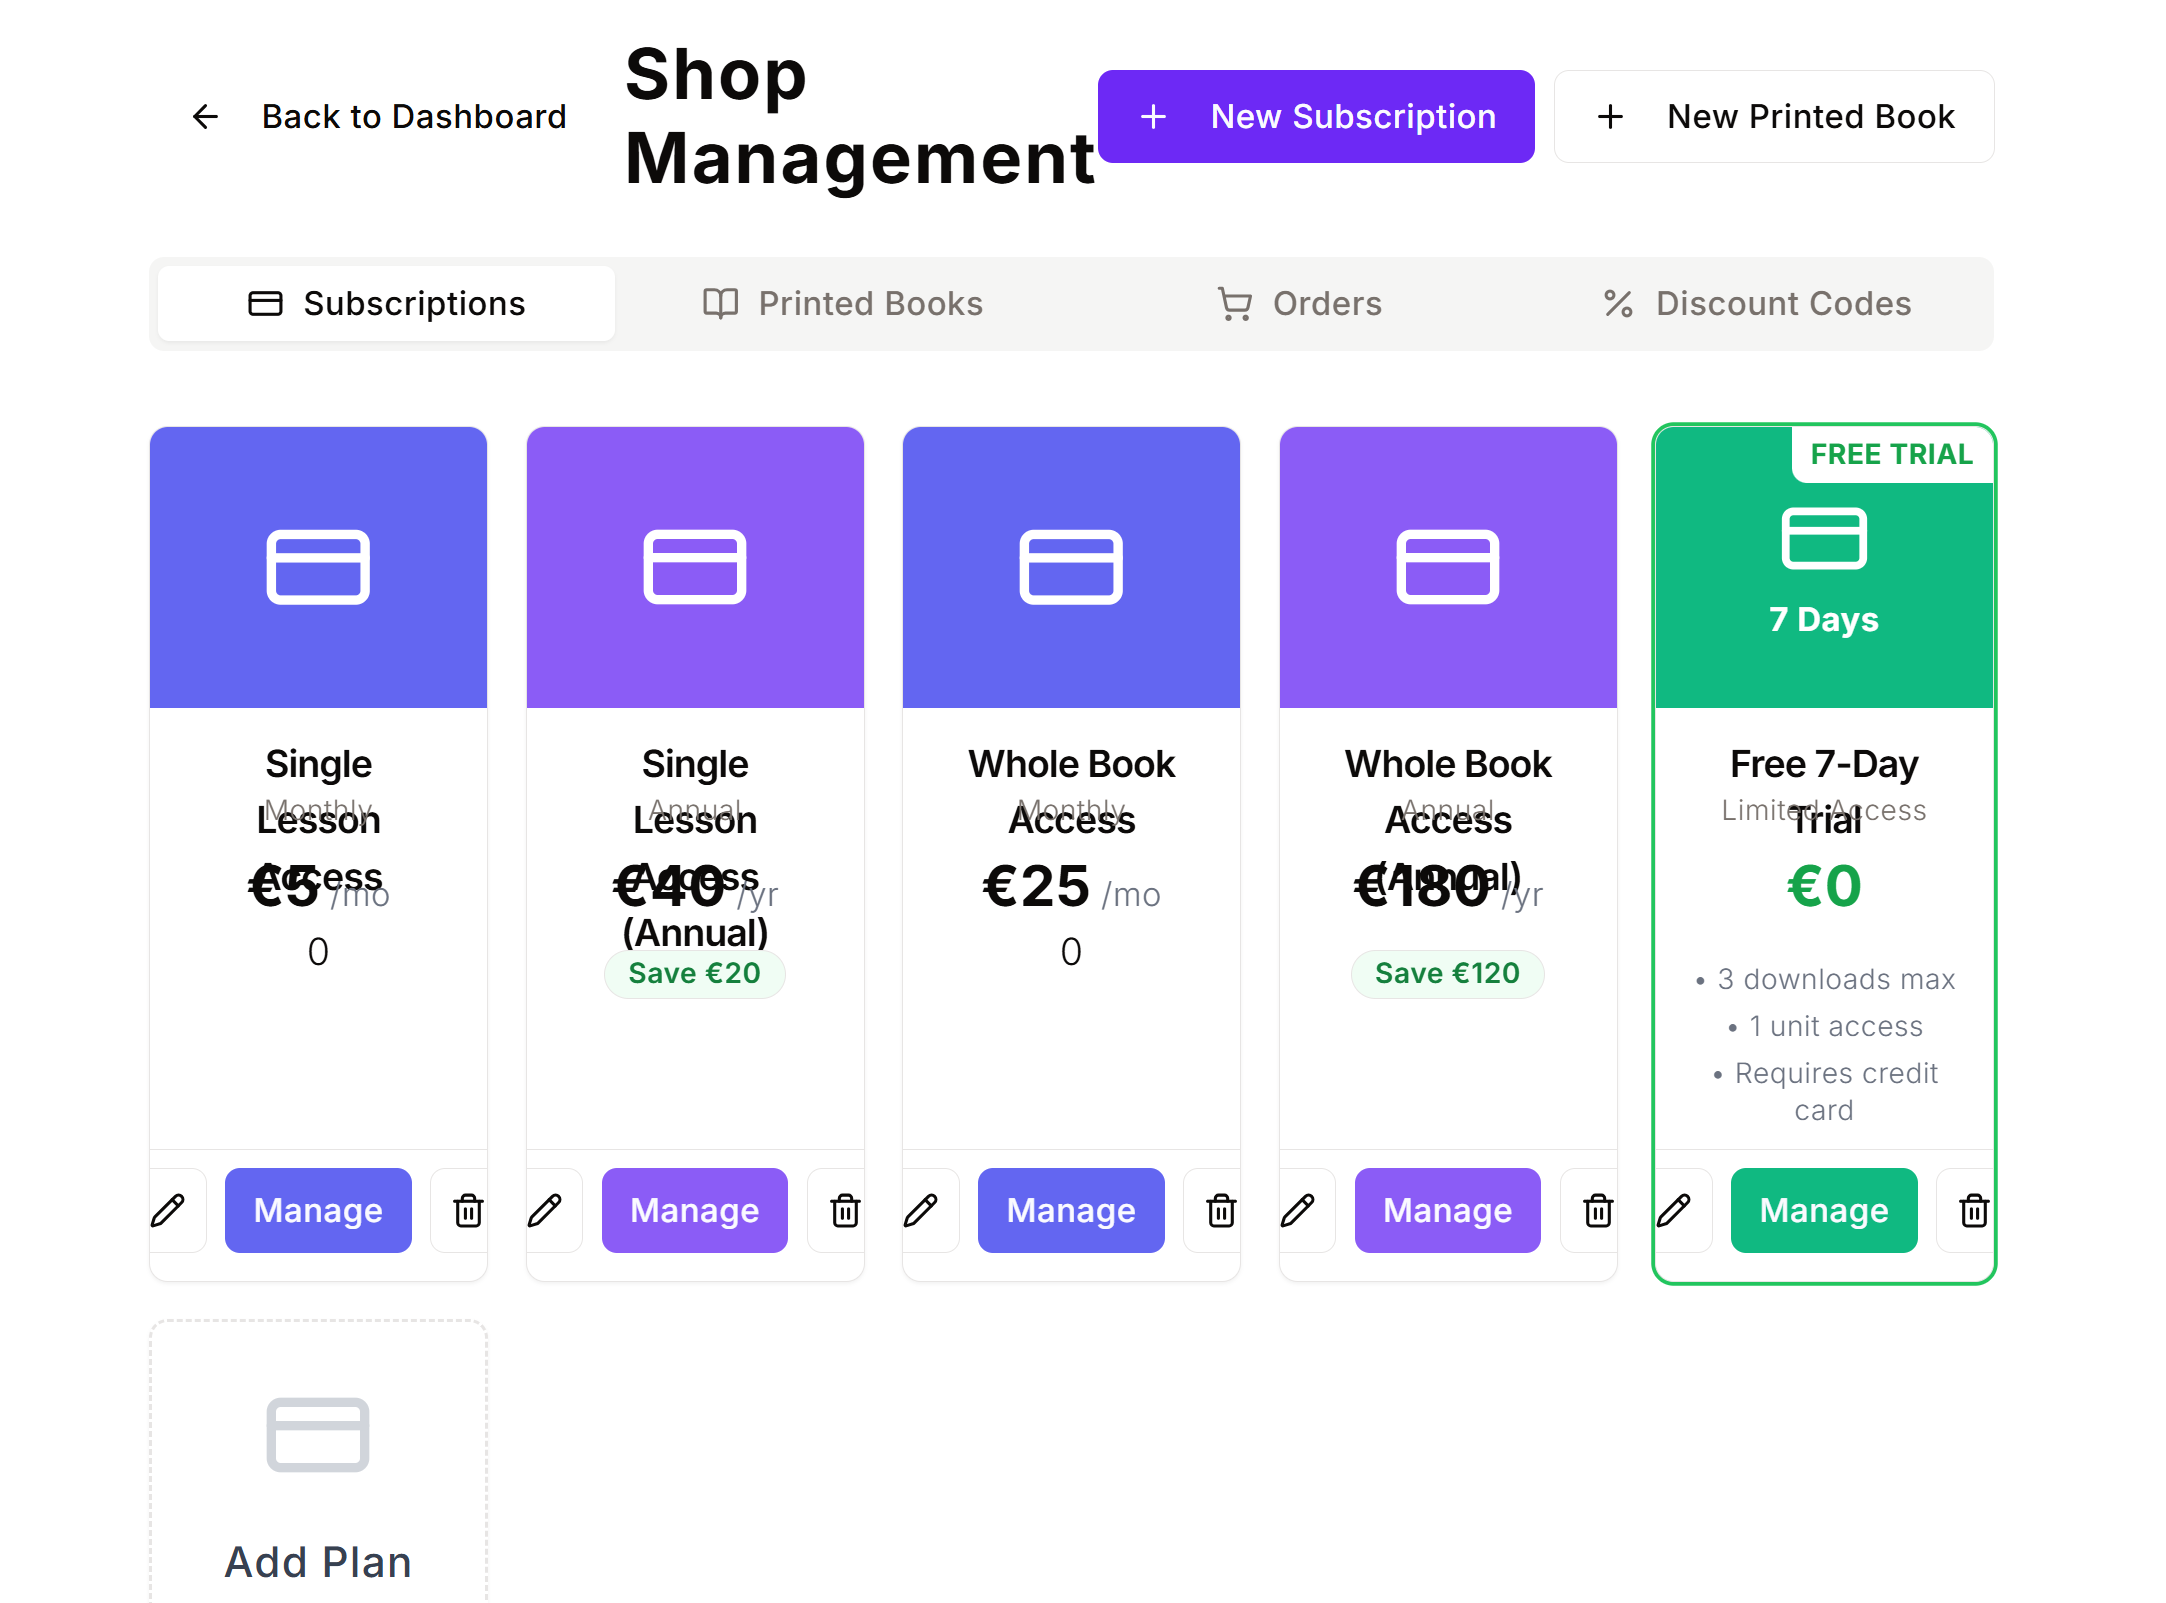 Back to Dashboard
Shop
Management
New Subscription
New Printed Book
Subscriptions
Printed Books
Orders
Discount Codes
Single
Lesson
Access
Monthly
€5 /mo
0
Manage
Single
Lesson
Access
(Annual)
Annual
€40 /yr
Save €20
Manage
Whole Book
Access
Monthly
€25 /mo
0
Manage
Whole Book
Access
(Annual)
Annual
€180 /yr
Save €120
Manage
FREE TRIAL
7 Days
Free 7-Day
Trial
Limited Access
€0
• 3 downloads max
• 1 unit access
• Requires credit
card
Manage
Add Plan